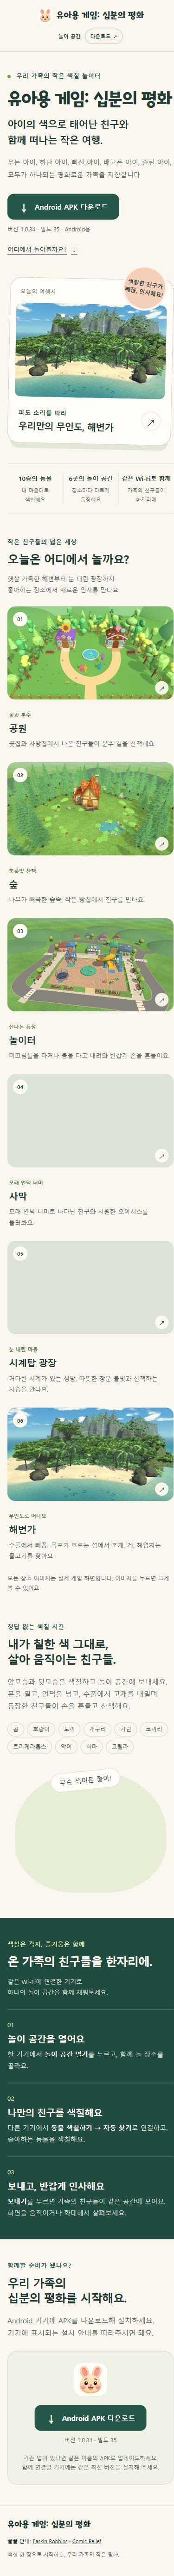 유아용 게임: 십분의 평화
놀이 공간
다운로드 ↗
우리 가족의 작은 색칠 놀이터
유아용 게임: 십분의 평화
아이의 색으로 태어난 친구와
함께 떠나는 작은 여행.
우는 아이, 화난 아이, 삐진 아이, 배고픈 아이, 졸린 아이,
모두가 하나되는 평화로운 가족을 지향합니다
↓ Android APK 다운로드
버전 1.0.34 · 빌드 35 · Android용
어디에서 놀아볼까요? ↓
색칠한 친구가
빼꼼, 인사해요!
오늘의 여행지
파도 소리를 따라
우리만의 무인도, 해변가
↗
10종의 동물
내 마음대로
색칠해요
6곳의 놀이 공간
장소마다 다르게
등장해요
같은 Wi-Fi로 함께
가족의 친구들이
한자리에
작은 친구들의 넓은 세상
오늘은 어디에서 놀까요?
햇살 가득한 해변부터 눈 내린 광장까지.
좋아하는 장소에서 새로운 인사를 만나요.
01
↗
꽃과 분수
공원
꽃집과 사탕집에서 나온 친구들이 분수 곁을 산책해요.
02
↗
초록빛 산책
숲
나무가 빼곡한 숲속, 작은 빵집에서 친구를 만나요.
03
↗
신나는 등장
놀이터
미끄럼틀을 타거나 봉을 타고 내려와 반갑게 손을 흔들어요.
04
↗
모래 언덕 너머
사막
모래 언덕 너머로 나타난 친구와 시원한 오아시스를
둘러봐요.
05
↗
눈 내린 마을
시계탑 광장
커다란 시계가 있는 성당, 따뜻한 창문 불빛과 산책하는
사슴을 만나요.
06
↗
무인도로 떠나요
해변가
수풀에서 빼꼼! 폭포가 흐르는 섬에서 조개, 게, 헤엄치는
물고기를 찾아요.
모든 장소 이미지는 실제 게임 화면입니다. 이미지를 누르면 크게
볼 수 있어요.
정답 없는 색칠 시간
내가 칠한 색 그대로,
살아 움직이는 친구들.
앞모습과 뒷모습을 색칠하고 놀이 공간에 보내세요.
문을 열고, 언덕을 넘고, 수풀에서 고개를 내밀며
등장한 친구들이 손을 흔들고 산책해요.
곰
호랑이
토끼
개구리
기린
코끼리
트리케라톱스
악어
하마
고릴라
무슨 색이든 좋아!
색칠은 각자, 즐거움은 함께
온 가족의 친구들을 한자리에.
같은 Wi-Fi에 연결한 기기로
하나의 놀이 공간을 함께 채워보세요.
01
놀이 공간을 열어요
한 기기에서 놀이 공간 열기를 누르고, 함께 놀 장소를
골라요.
02
나만의 친구를 색칠해요
다른 기기에서 동물 색칠하기 → 자동 찾기로 연결하고,
좋아하는 동물을 색칠해요.
03
보내고, 반갑게 인사해요
보내기를 누르면 가족의 친구들이 같은 공간에 모여요.
화면을 움직이거나 확대해서 살펴보세요.
함께할 준비가 됐나요?
우리 가족의
십분의 평화를 시작해요.
Android 기기에 APK를 다운로드해 설치하세요.
기기에 표시되는 설치 안내를 따라주시면 돼요.
↓ Android APK 다운로드
버전 1.0.34 · 빌드 35
기존 앱이 있다면 같은 이름의 APK로 업데이트하세요.
함께 연결할 기기에는 같은 최신 버전을 설치해 주세요.
유아용 게임: 십분의 평화
글꼴 안내: Baskin Robbins · Comic Relief
색칠 한 장으로 시작하는, 우리 가족의 작은 평화.